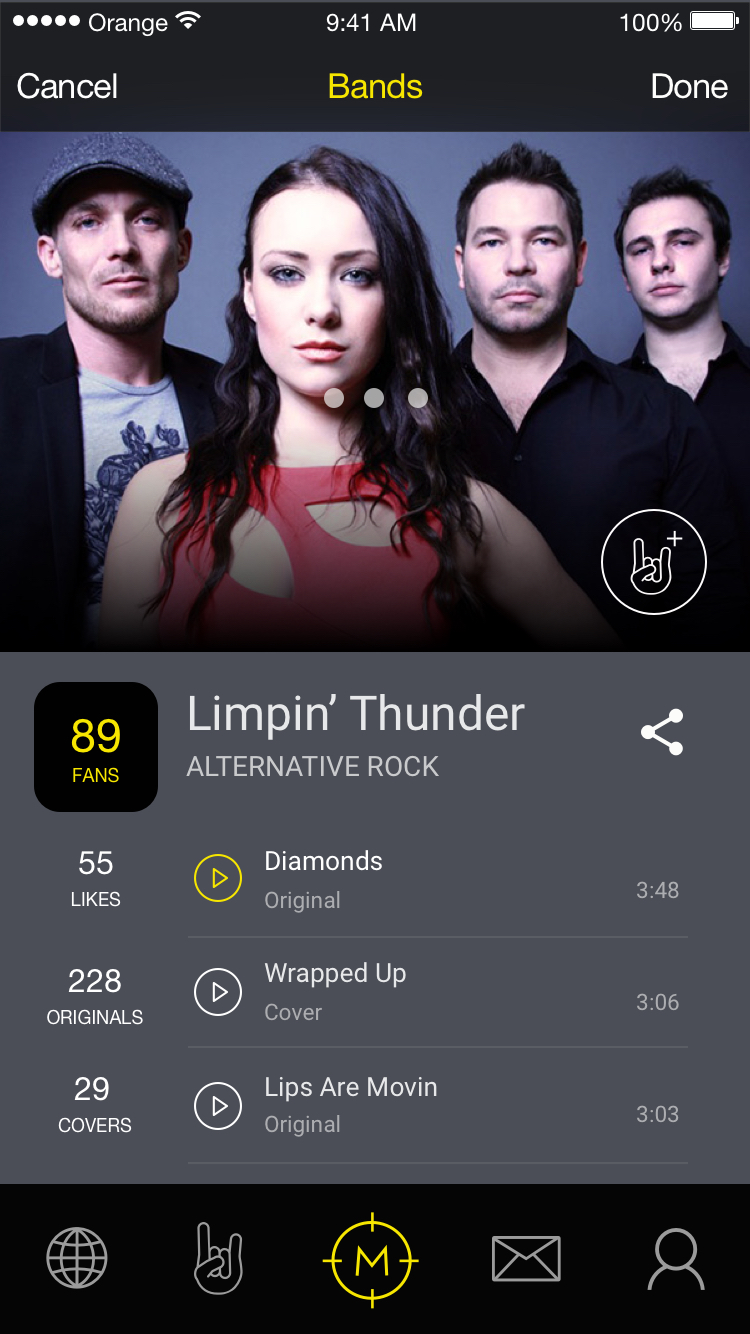 Orange 9:41 AM 100%
Cancel Bands Done
89
FANS
Limpin’ Thunder
ALTERNATIVE ROCK
55
LIKES
Diamonds
Original
3:48
228
ORIGINALS
Wrapped Up
Cover
3:06
29
COVERS
Lips Are Movin
Original
3:03
M